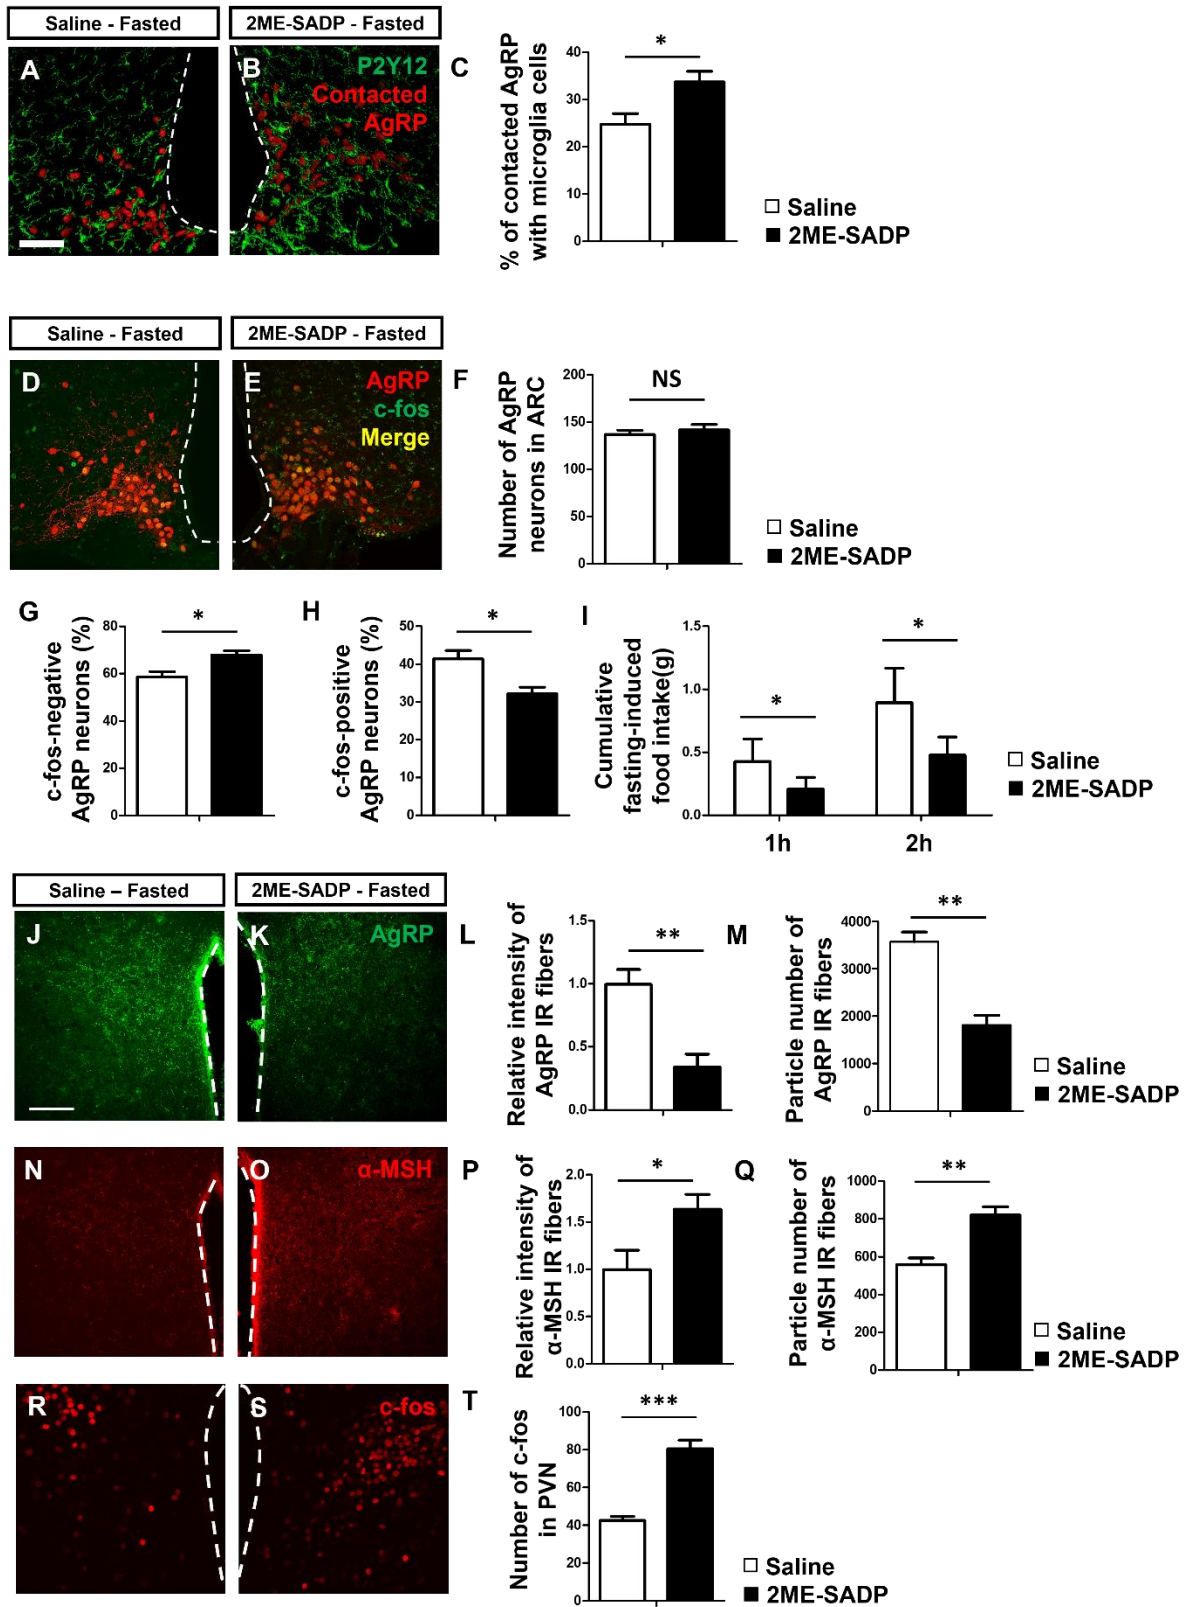 Saline - Fasted
2ME-SADP - Fasted
A
B
P2Y12
Contacted
AgRP
C
% of contacted AgRP
with microglia cells
40
30
20
10
0
*
Saline
2ME-SADP
Saline - Fasted
2ME-SADP - Fasted
D
E
AgRP
c-fos
Merge
F
Number of AgRP
neurons in ARC
200
150
100
50
0
NS
Saline
2ME-SADP
G
c-fos-negative
AgRP neurons (%)
80
60
40
20
0
*
H
c-fos-positive
AgRP neurons (%)
50
40
30
20
10
0
*
I
Cumulative
fasting-induced
food intake(g)
1.5
1.0
0.5
0.0
*
*
1h
2h
Saline
2ME-SADP
Saline – Fasted
2ME-SADP - Fasted
J
K
AgRP
L
Relative intensity of
AgRP IR fibers
1.5
1.0
0.5
0.0
**
M
Particle number of
AgRP IR fibers
4000
3000
2000
1000
0
**
Saline
2ME-SADP
N
O
α-MSH
P
Relative intensity of
α-MSH IR fibers
2.0
1.5
1.0
0.5
0.0
*
Q
Particle number of
α-MSH IR fibers
1000
800
600
400
200
0
**
Saline
2ME-SADP
R
S
c-fos
T
Number of c-fos
in PVN
100
80
60
40
20
0
***
Saline
2ME-SADP